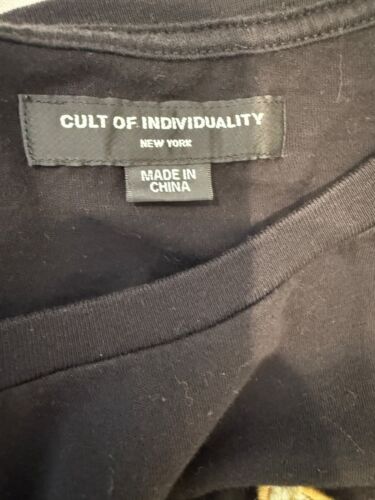 CULT OF INDIVIDUALITY
NEW YORK
MADE IN
CHINA